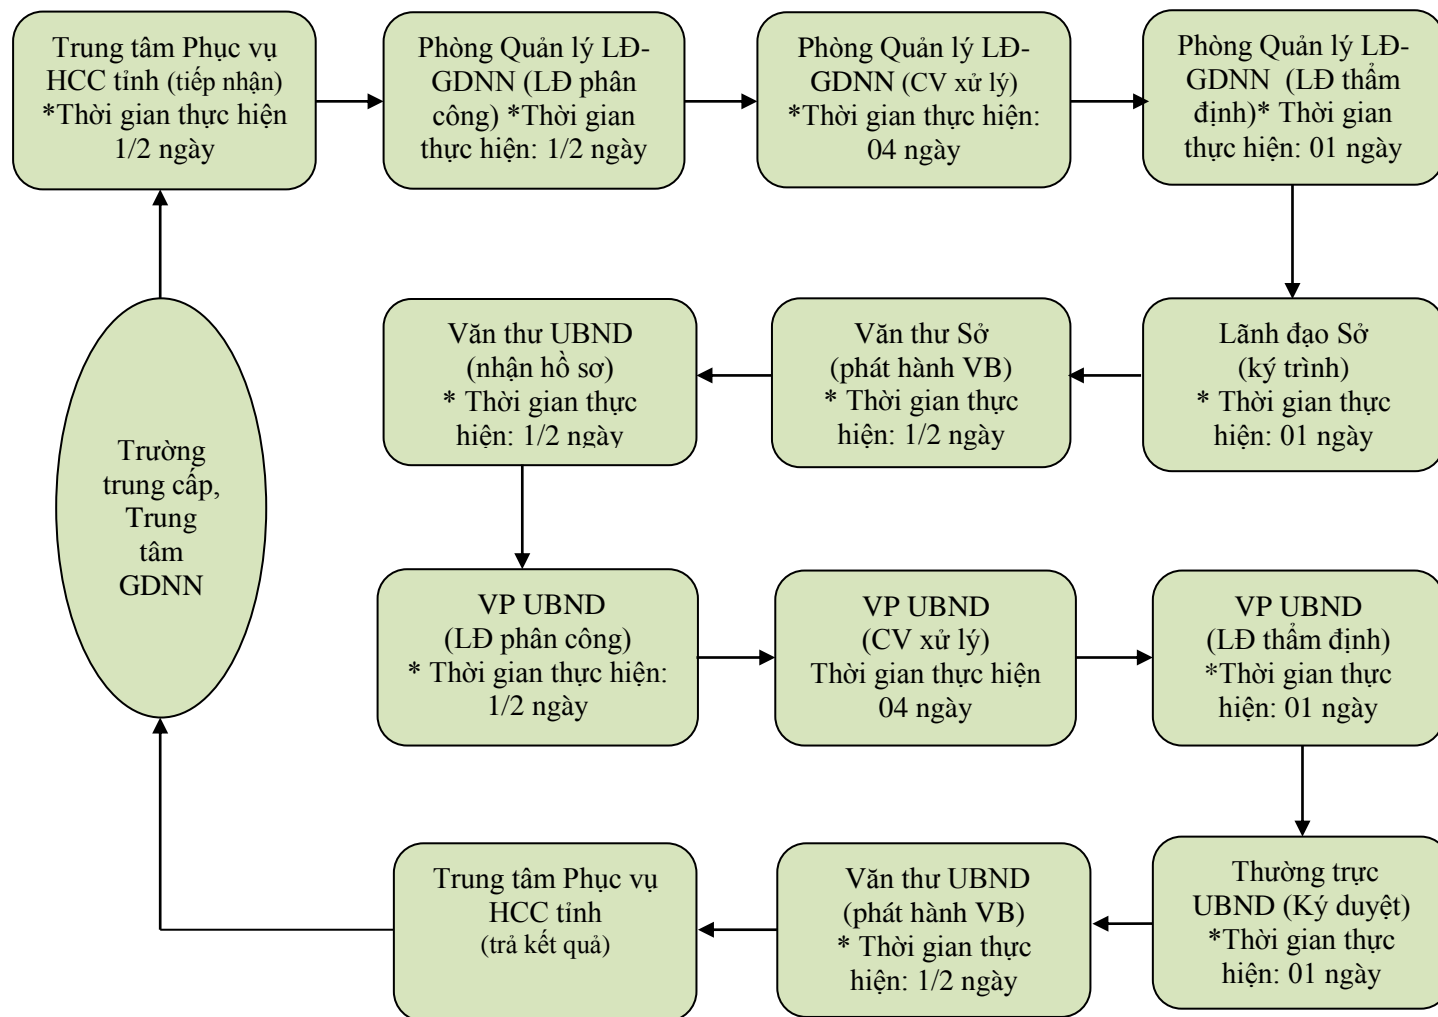 Trung tâm Phục vụ
HCC tỉnh (tiếp nhận)
*Thời gian thực hiện
1/2 ngày
Phòng Quản lý LĐ-
GDNN (LĐ phân
công) *Thời gian
thực hiện: 1/2 ngày
Phòng Quản lý LĐ-
GDNN (CV xử lý)
*Thời gian thực hiện:
04 ngày
Phòng Quản lý LĐ-
GDNN (LĐ thẩm
định)* Thời gian
thực hiện: 01 ngày
Lãnh đạo Sở
(ký trình)
* Thời gian thực
hiện: 01 ngày
Văn thư Sở
(phát hành VB)
* Thời gian thực
hiện: 1/2 ngày
Văn thư UBND
(nhận hồ sơ)
* Thời gian thực
hiện: 1/2 ngày
VP UBND
(LĐ phân công)
* Thời gian thực hiện:
1/2 ngày
VP UBND
(CV xử lý)
Thời gian thực hiện
04 ngày
VP UBND
(LĐ thẩm định)
*Thời gian thực
hiện: 01 ngày
Thường trực
UBND (Ký duyệt)
*Thời gian thực
hiện: 01 ngày
Văn thư UBND
(phát hành VB)
* Thời gian thực
hiện: 1/2 ngày
Trung tâm Phục vụ
HCC tỉnh
(trả kết quả)
Trường
trung cấp,
Trung
tâm
GDNN